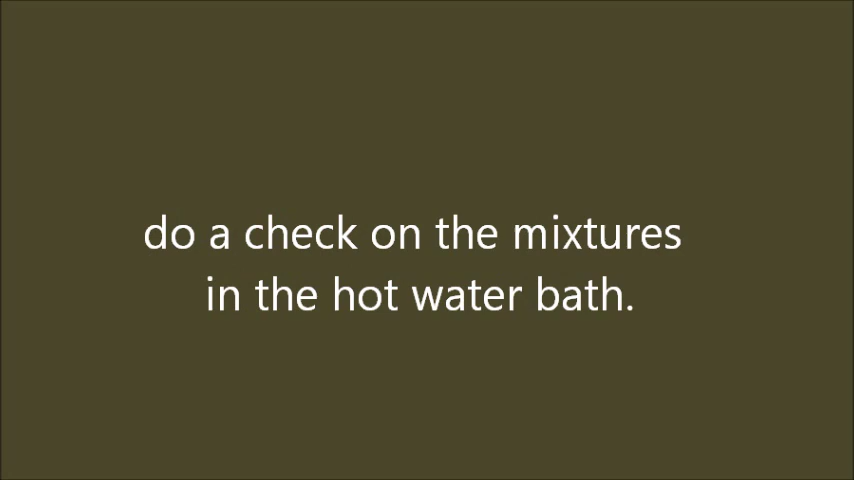 do a check on the mixtures
in the hot water bath.